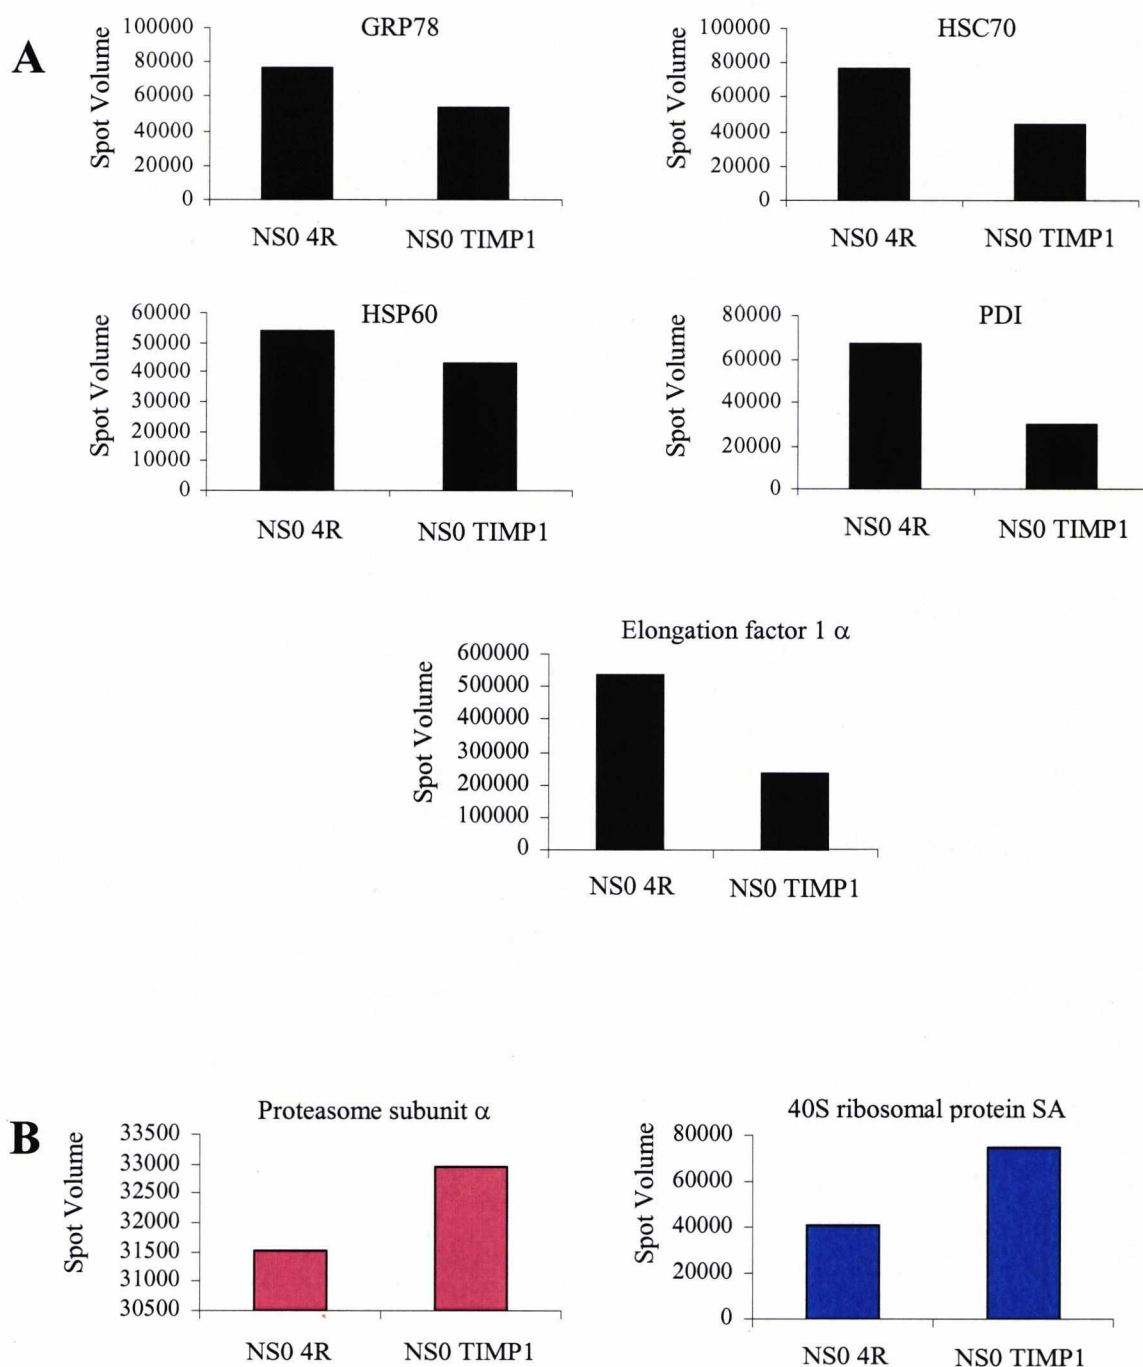 A
GRP78
Spot Volume
100000
80000
60000
40000
20000
0
NS0 4R NS0 TIMP1
HSC70
Spot Volume
100000
80000
60000
40000
20000
0
NS0 4R NS0 TIMP1
HSP60
Spot Volume
60000
50000
40000
30000
20000
10000
0
NS0 4R NS0 TIMP1
PDI
Spot Volume
80000
60000
40000
20000
0
NS0 4R NS0 TIMP1
Elongation factor 1 α
Spot Volume
600000
500000
400000
300000
200000
100000
0
NS0 4R NS0 TIMP1
B
Proteasome subunit α
Spot Volume
33500
33000
32500
32000
31500
31000
30500
NS0 4R NS0 TIMP1
40S ribosomal protein SA
Spot Volume
80000
60000
40000
20000
0
NS0 4R NS0 TIMP1